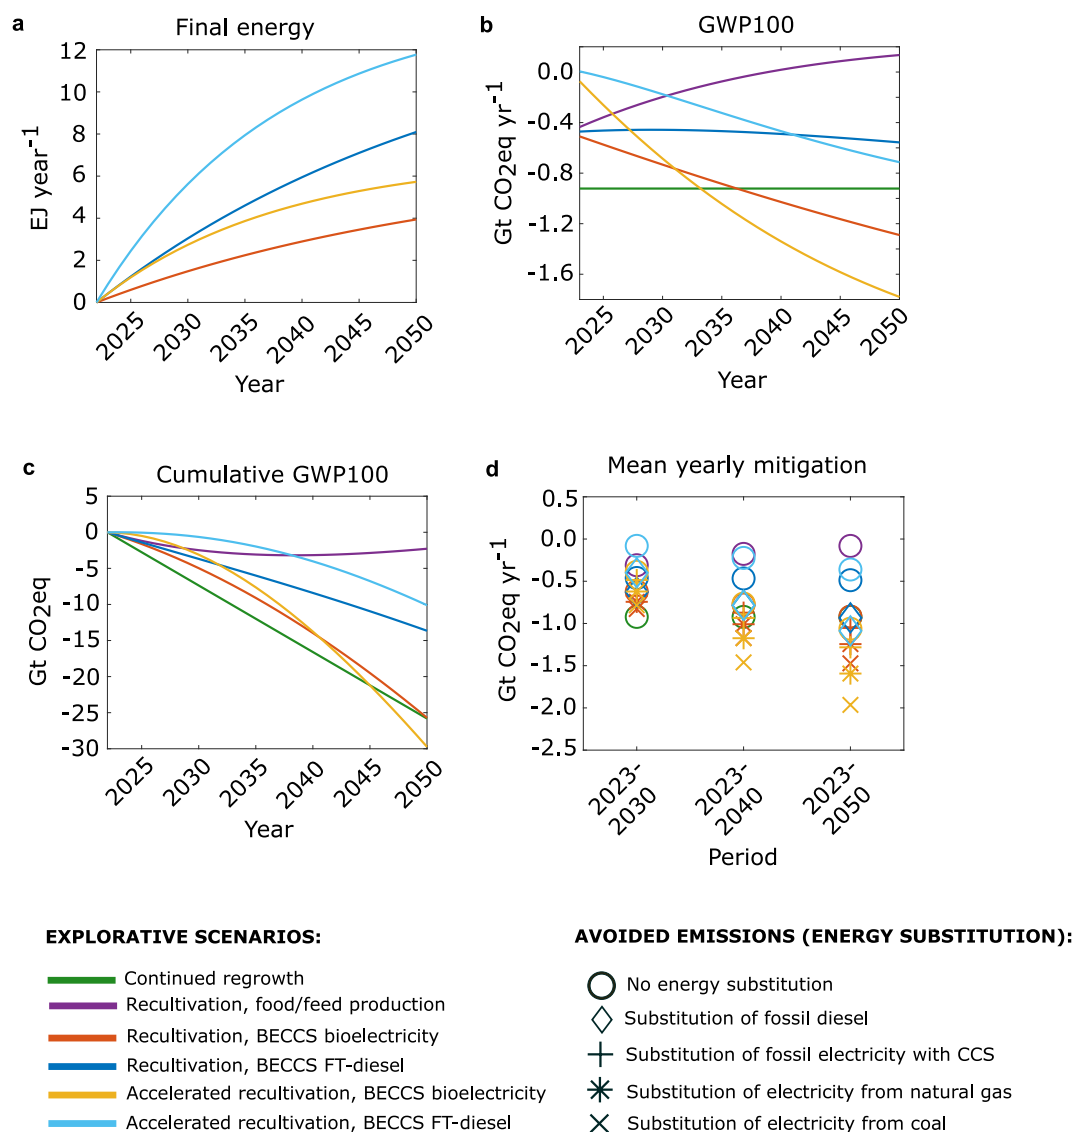 a
Final energy
12
10
8
6
4
2
0
EJ year-1
2025
2030
2035
2040
2045
2050
Year
b
GWP100
0.0
-0.4
-0.8
-1.2
-1.6
Gt CO2eq yr-1
2025
2030
2035
2040
2045
2050
Year
c
Cumulative GWP100
5
0
-5
-10
-15
-20
-25
-30
Gt CO2eq
2025
2030
2035
2040
2045
2050
Year
d
Mean yearly mitigation
0.5
0.0
-0.5
-1.0
-1.5
-2.0
-2.5
Gt CO2eq yr-1
2023-
2030
2023-
2040
2023-
2050
Period
EXPLORATIVE SCENARIOS:
Continued regrowth
Recultivation, food/feed production
Recultivation, BECCS bioelectricity
Recultivation, BECCS FT-diesel
Accelerated recultivation, BECCS bioelectricity
Accelerated recultivation, BECCS FT-diesel
AVOIDED EMISSIONS (ENERGY SUBSTITUTION):
No energy substitution
Substitution of fossil diesel
Substitution of fossil electricity with CCS
Substitution of electricity from natural gas
Substitution of electricity from coal